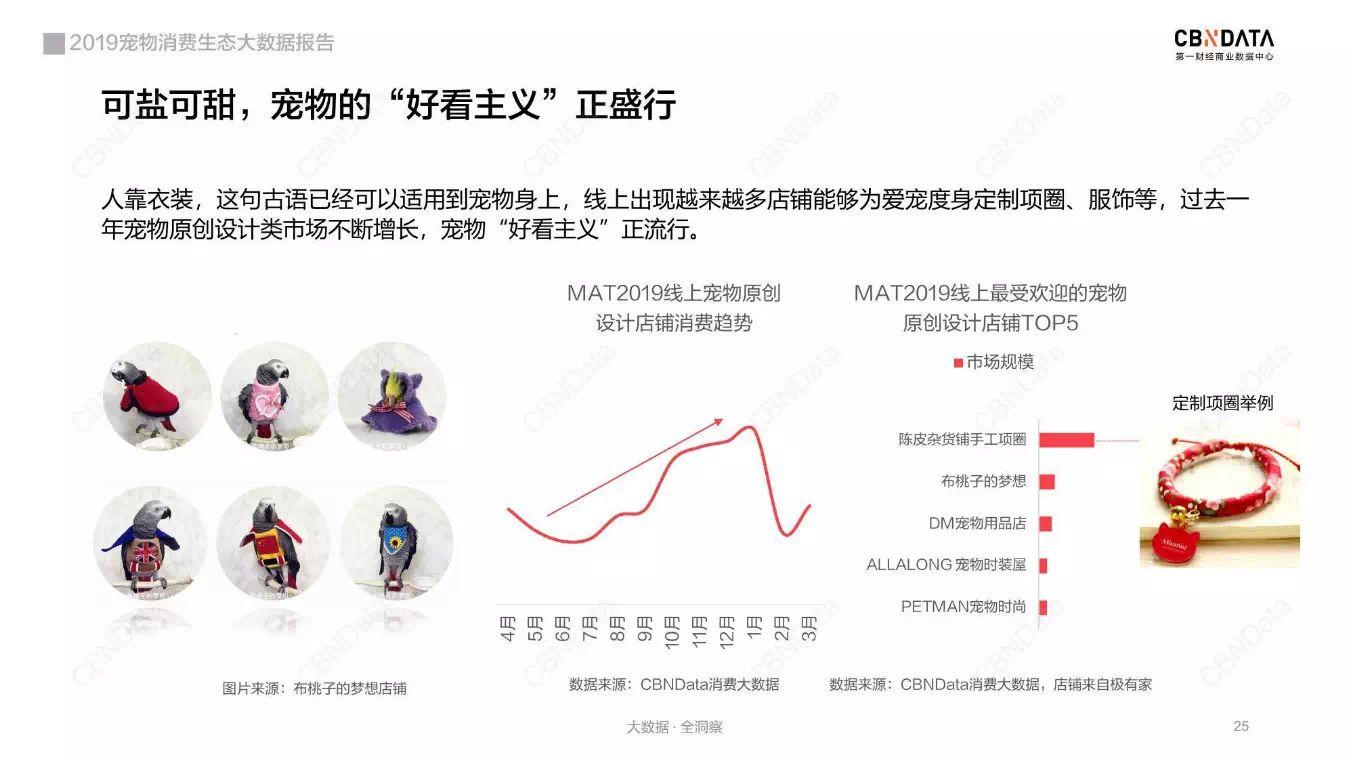 2019宠物消费生态大数据报告
CBNDATA
第一财经商业数据中心
可盐可甜，宠物的“好看主义”正盛行
人靠衣装，这句古语已经可以适用到宠物身上，线上出现越来越多店铺能够为爱宠度身定制项圈、服饰等，过去一
年宠物原创设计类市场不断增长，宠物“好看主义”正流行。
MAT2019线上宠物原创
设计店铺消费趋势
4月
5月
6月
7月
8月
9月
10月
11月
12月
1月
2月
3月
MAT2019线上最受欢迎的宠物
原创设计店铺TOP5
市场规模
陈皮杂货铺手工项圈
布桃子的梦想
DM宠物用品店
ALLALONG 宠物时装屋
PETMAN宠物时尚
定制项圈举例
图片来源：布桃子的梦想店铺
数据来源：CBNData消费大数据
数据来源：CBNData消费大数据，店铺来自极有家
大数据 · 全洞察
25
CBNData